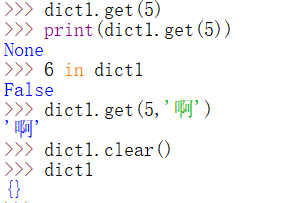 >>> dict1.get(5)
>>> print(dict1.get(5))
None
>>> 6 in dict1
False
>>> dict1.get(5,'啊')
'啊'
>>> dict1.clear()
>>> dict1
{}